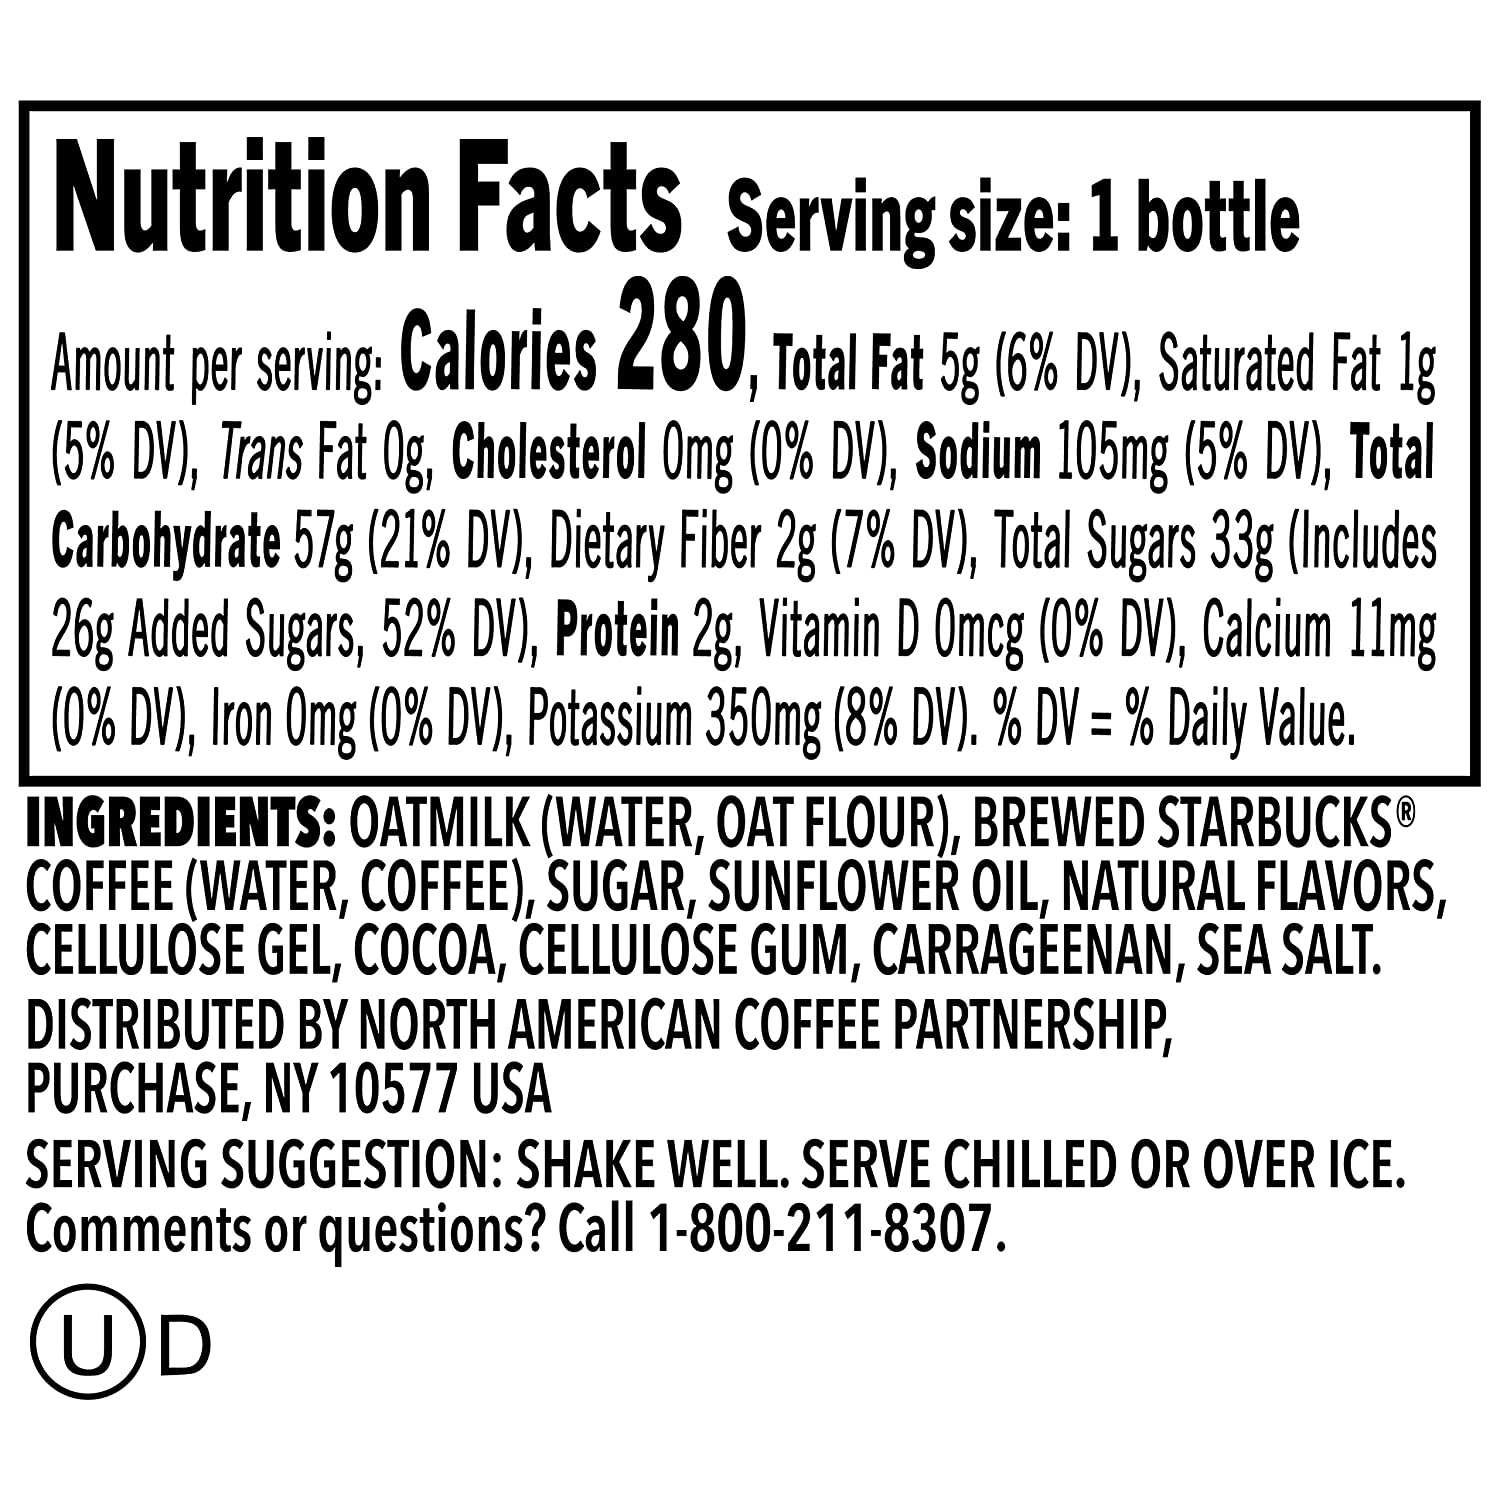 Nutrition Facts Serving size: 1 bottle
Amount per serving: Calories 280, Total Fat 5g (6% DV), Saturated Fat 1g
(5% DV), Trans Fat 0g, Cholesterol 0mg (0% DV), Sodium 105mg (5% DV), Total
Carbohydrate 57g (21% DV), Dietary Fiber 2g (7% DV), Total Sugars 33g (Includes
26g Added Sugars, 52% DV), Protein 2g, Vitamin D 0mcg (0% DV), Calcium 11mg
(0% DV), Iron 0mg (0% DV), Potassium 350mg (8% DV). % DV = % Daily Value.
INGREDIENTS: OATMILK (WATER, OAT FLOUR), BREWED STARBUCKS®
COFFEE (WATER, COFFEE), SUGAR, SUNFLOWER OIL, NATURAL FLAVORS,
CELLULOSE GEL, COCOA, CELLULOSE GUM, CARRAGEENAN, SEA SALT.
DISTRIBUTED BY NORTH AMERICAN COFFEE PARTNERSHIP,
PURCHASE, NY 10577 USA
SERVING SUGGESTION: SHAKE WELL. SERVE CHILLED OR OVER ICE.
Comments or questions? Call 1-800-211-8307.
U D